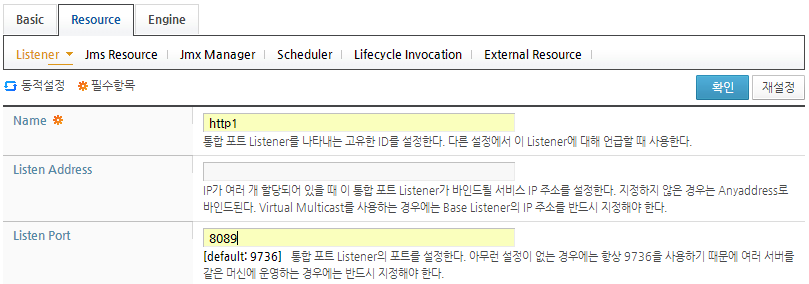 Basic Resource Engine
Listener Jms Resource Jmx Manager Scheduler Lifecycle Invocation External Resource
동적설정 필수항목 확인 재설정
Name http1
통합 포트 Listener를 나타내는 고유한 ID를 설정한다. 다른 설정에서 이 Listener에 대해 언급할 때 사용한다.
Listen Address
IP가 여러 개 할당되어 있을 때 이 통합 포트 Listener가 바인드될 서비스 IP 주소를 설정한다. 지정하지 않은 경우는 Anyaddress로
바인드된다. Virtual Multicast를 사용하는 경우에는 Base Listener의 IP 주소를 반드시 지정해야 한다.
Listen Port 8089
[default: 9736] 통합 포트 Listener의 포트를 설정한다. 아무런 설정이 없는 경우에는 항상 9736을 사용하기 때문에 여러 서버를
같은 머신에 운영하는 경우에는 반드시 지정해야 한다.